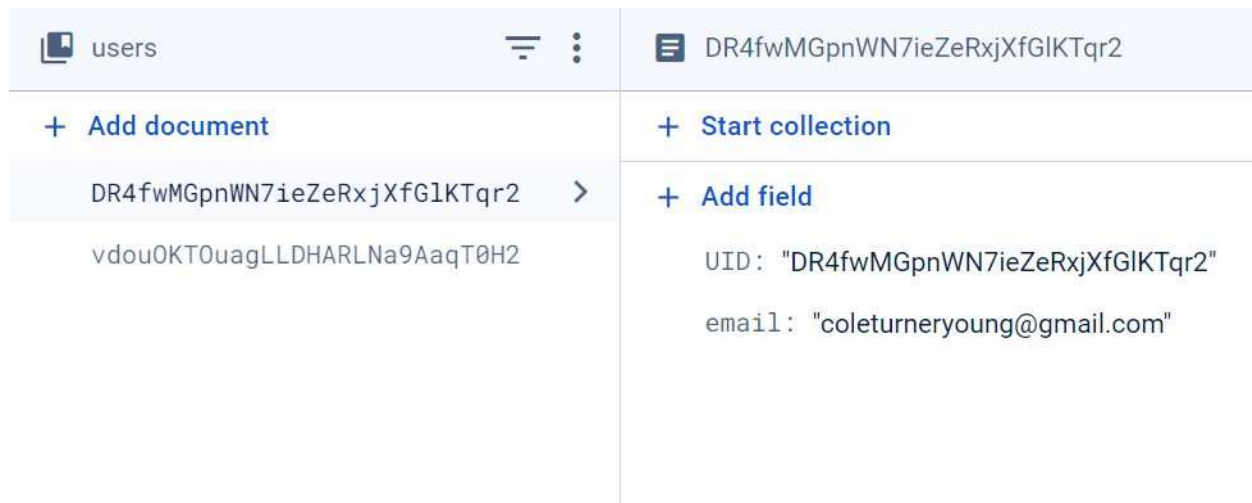 users
+ Add document
DR4fwMGpnWN7ieZeRxjXfGlKTqr2
vdouOKTOuagLLDHARLNa9AaqT0H2
DR4fwMGpnWN7ieZeRxjXfGlKTqr2
+ Start collection
+ Add field
UID: "DR4fwMGpnWN7ieZeRxjXfGlKTqr2"
email: "coleturneryoung@gmail.com"